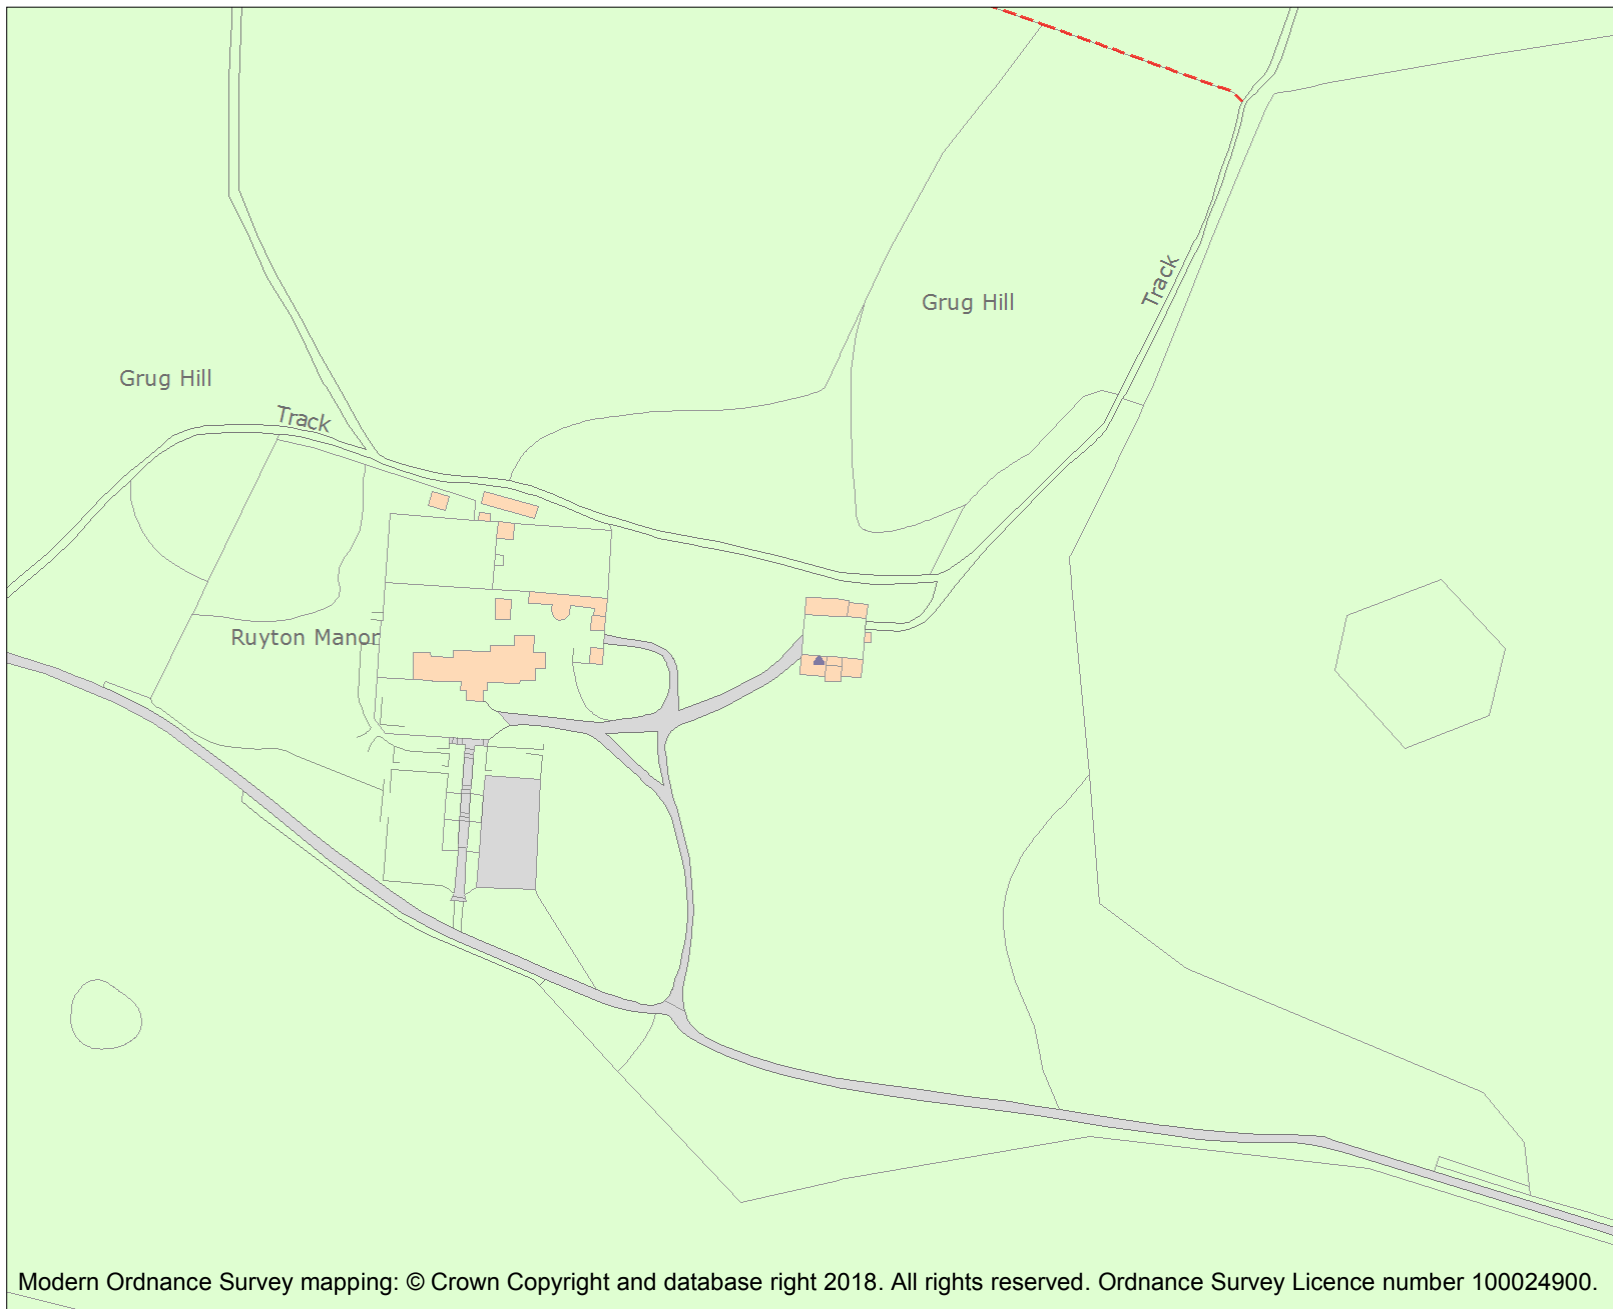 Grug Hill
Track
Grug Hill
Track
Ruyton Manor
Modern Ordnance Survey mapping: © Crown Copyright and database right 2018. All rights reserved. Ordnance Survey Licence number 100024900.